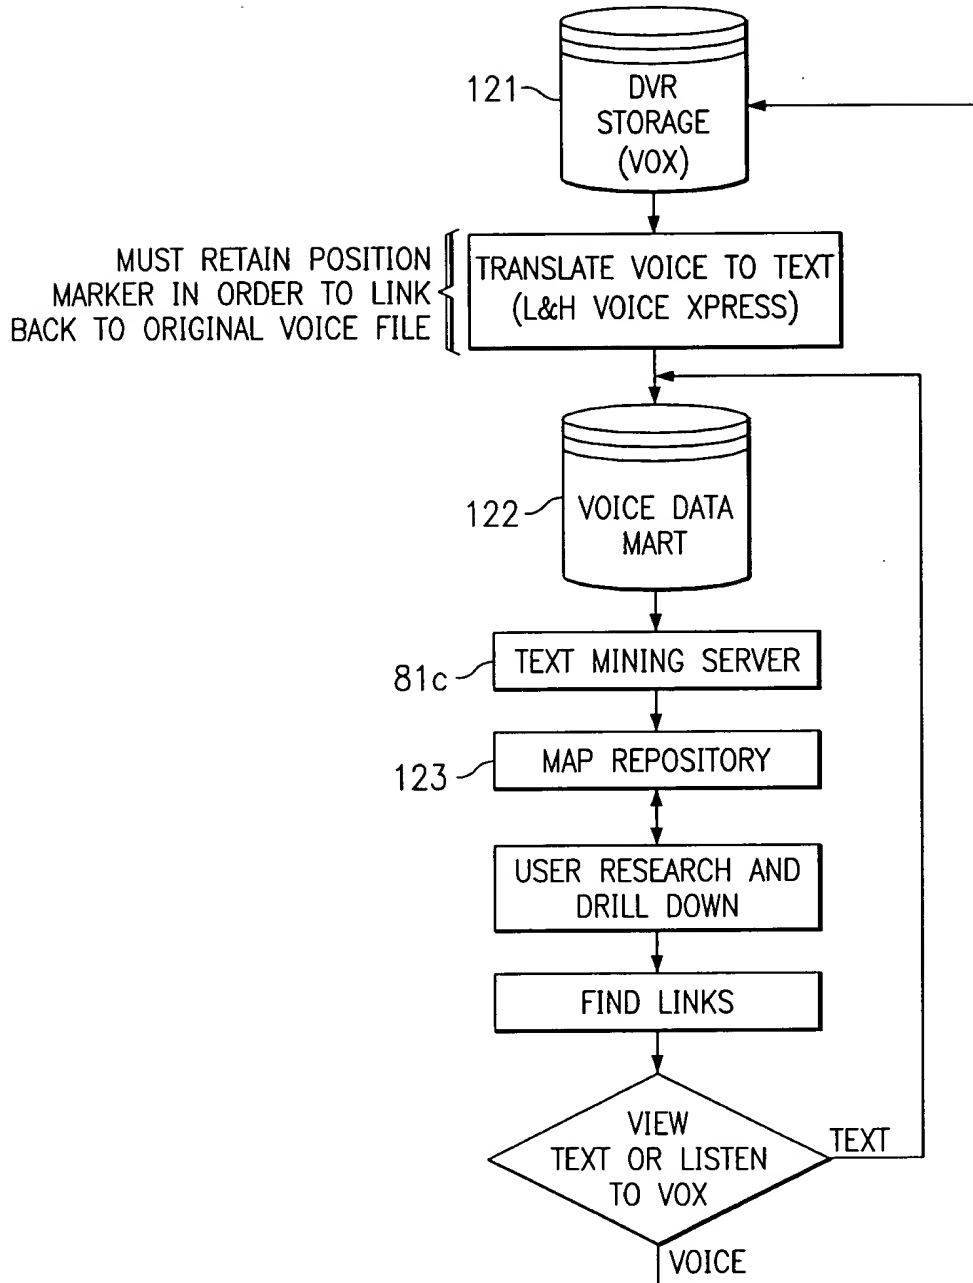 121
DVR
STORAGE
(VOX)
MUST RETAIN POSITION
MARKER IN ORDER TO LINK
BACK TO ORIGINAL VOICE FILE
TRANSLATE VOICE TO TEXT
(L&H VOICE XPRESS)
122
VOICE DATA
MART
81c
TEXT MINING SERVER
123
MAP REPOSITORY
USER RESEARCH AND
DRILL DOWN
FIND LINKS
VIEW
TEXT OR LISTEN
TO VOX
TEXT
VOICE